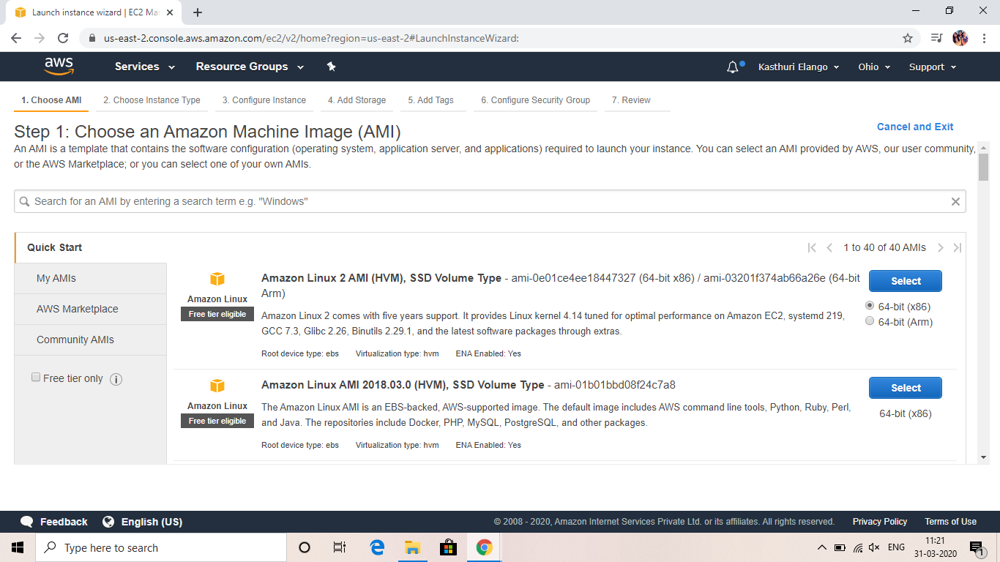 Launch instance wizard | EC2 Ma
us-east-2.console.aws.amazon.com/ec2/v2/home?region=us-east-2#LaunchInstanceWizard:
aws Services Resource Groups Kasthuri Elango Ohio Support
1. Choose AMI 2. Choose Instance Type 3. Configure Instance 4. Add Storage 5. Add Tags 6. Configure Security Group 7. Review
Step 1: Choose an Amazon Machine Image (AMI)
Cancel and Exit
An AMI is a template that contains the software configuration (operating system, application server, and applications) required to launch your instance. You can select an AMI provided by AWS, our user community,
or the AWS Marketplace; or you can select one of your own AMIs.
Search for an AMI by entering a search term e.g. "Windows"
Quick Start
1 to 40 of 40 AMIs
My AMIs
AWS Marketplace
Community AMIs
Free tier only
Amazon Linux
Free tier eligible
Amazon Linux 2 AMI (HVM), SSD Volume Type - ami-0e01ce4ee18447327 (64-bit x86) / ami-03201f374ab66a26e (64-bit
Arm)
Amazon Linux 2 comes with five years support. It provides Linux kernel 4.14 tuned for optimal performance on Amazon EC2, systemd 219,
GCC 7.3, Glibc 2.26, Binutils 2.29.1, and the latest software packages through extras.
Root device type: ebs Virtualization type: hvm ENA Enabled: Yes
Select
64-bit (x86)
64-bit (Arm)
Amazon Linux
Free tier eligible
Amazon Linux AMI 2018.03.0 (HVM), SSD Volume Type - ami-01b01bbd08f24c7a8
The Amazon Linux AMI is an EBS-backed, AWS-supported image. The default image includes AWS command line tools, Python, Ruby, Perl,
and Java. The repositories include Docker, PHP, MySQL, PostgreSQL, and other packages.
Root device type: ebs Virtualization type: hvm ENA Enabled: Yes
Select
64-bit (x86)
Feedback English (US) © 2008 - 2020, Amazon Internet Services Private Ltd. or its affiliates. All rights reserved. Privacy Policy Terms of Use
Type here to search
ENG
11:21
31-03-2020
1